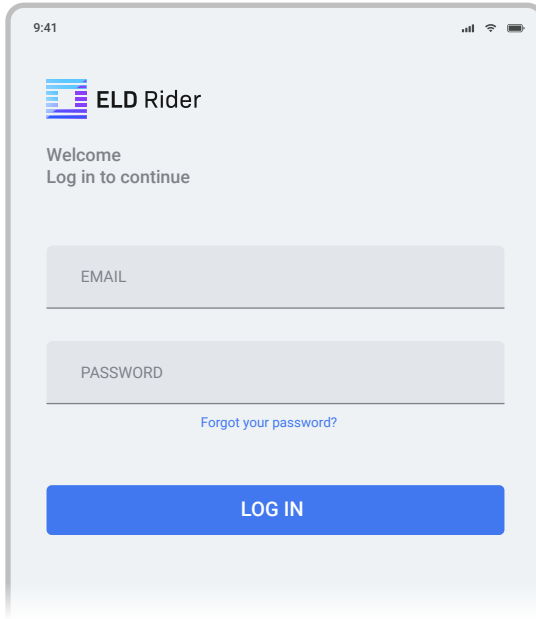 9:41
ELD Rider
Welcome
Log in to continue
EMAIL
PASSWORD
Forgot your password?
LOG IN